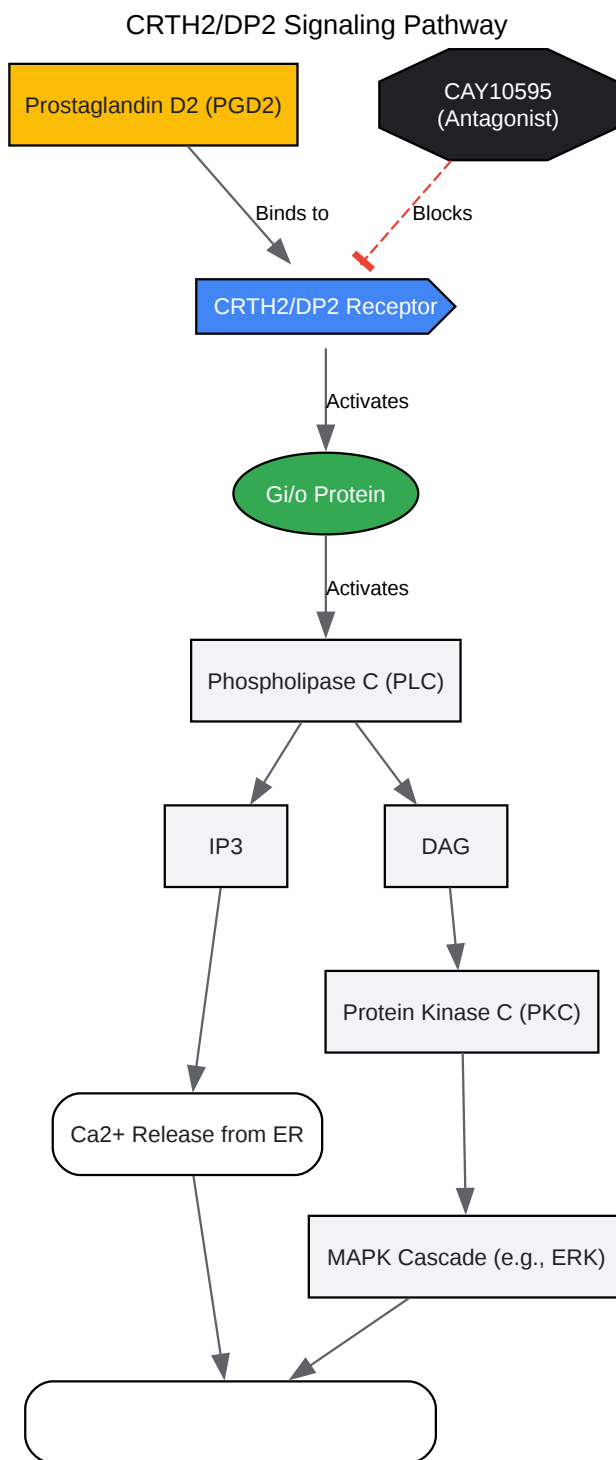 CRTH2/DP2 Signaling Pathway
Prostaglandin D2 (PGD2)
CAY10595
(Antagonist)
Binds to
Blocks
CRTH2/DP2 Receptor
Activates
Gi/o Protein
Activates
Phospholipase C (PLC)
IP3
DAG
Protein Kinase C (PKC)
Ca2+ Release from ER
MAPK Cascade (e.g., ERK)